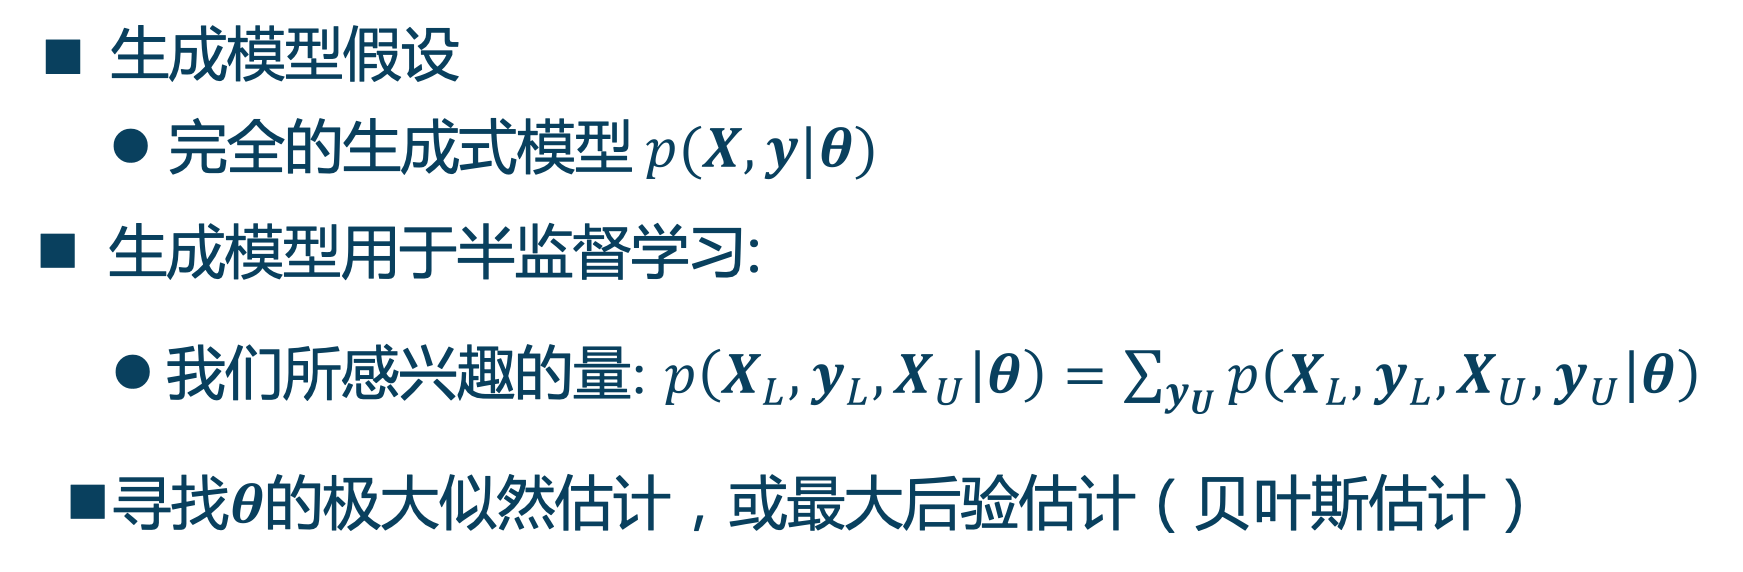 ■ 生成模型假设
● 完全的生成式模型 p(X, y|θ)
■ 生成模型用于半监督学习:
● 我们所感兴趣的量: p(X_L, y_L, X_U|θ) = ∑_{y_U} p(X_L, y_L, X_U, y_U|θ)
■ 寻找θ的极大似然估计，或最大后验估计（贝叶斯估计）